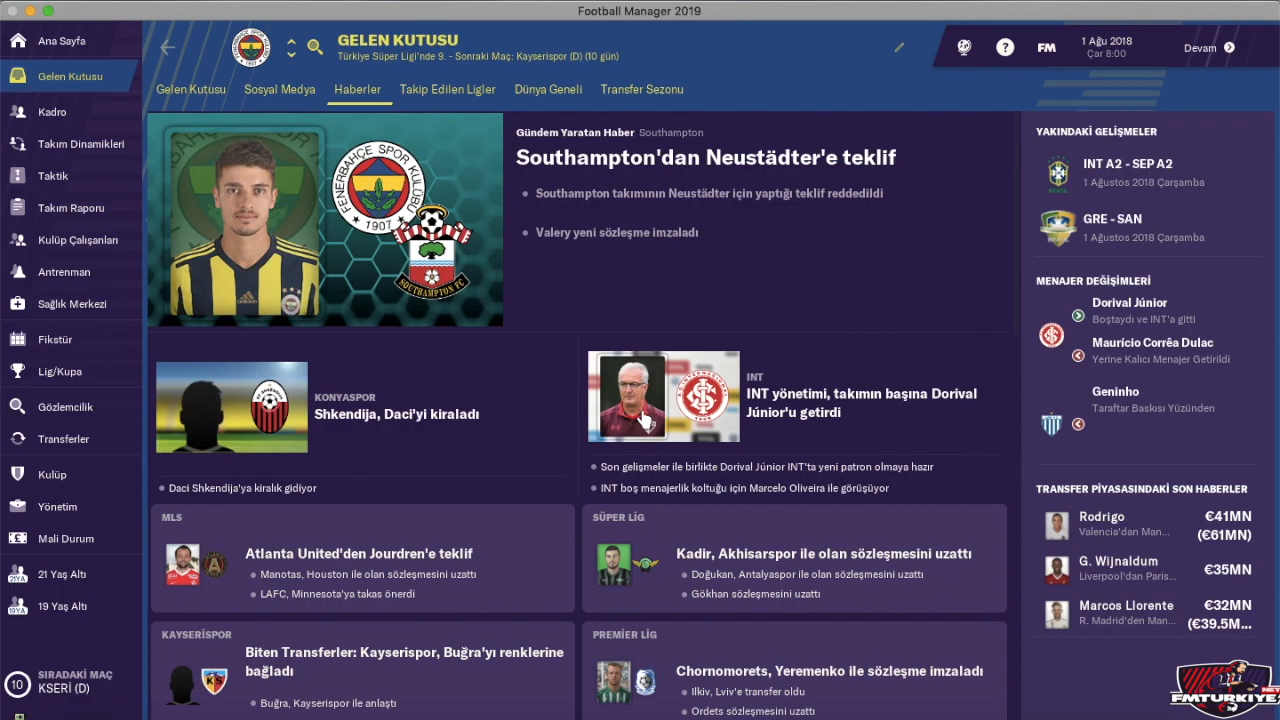 Football Manager 2019
Ana Sayfa
Gelen Kutusu
Kadro
Takım Dinamikleri
Taktik
Takım Raporu
Kulüp Çalışanları
Antrenman
Sağlık Merkezi
Fikstür
Lig/Kupa
Gözlemcilik
Transferler
Kulüp
Yönetim
Mali Durum
21YA
21 Yaş Altı
19YA
19 Yaş Altı
10
SIRADAKİ MAÇ
KSERİ (D)
GELEN KUTUSU
Türkiye Süper Ligi'nde 9. - Sonraki Maç: Kayserispor (D) (10 gün)
?
FM
1 Ağu 2018
Çar 8:00
Devam
Gelen Kutusu
Sosyal Medya
Haberler
Takip Edilen Ligler
Dünya Geneli
Transfer Sezonu
FENERBAHÇE SPOR KULÜBÜ
1907
SOUTHAMPTON FC
Gündem Yaratan Haber Southampton
Southampton'dan Neustädter'e teklif
Southampton takımının Neustädter için yaptığı teklif reddedildi
Valery yeni sözleşme imzaladı
KONYASPOR
Shkendija, Daci'yi kiraladı
Daci Shkendija'ya kiralık gidiyor
INT
INT yönetimi, takımın başına Dorival
Júnior'u getirdi
Son gelişmeler ile birlikte Dorival Júnior INT'ta yeni patron olmaya hazır
INT boş menajerlik koltuğu için Marcelo Oliveira ile görüşüyor
MLS
Atlanta United'den Jourdren'e teklif
Manotas, Houston ile olan sözleşmesini uzattı
LAFC, Minnesota'ya takas önerdi
SÜPER LİG
Kadir, Akhisarspor ile olan sözleşmesini uzattı
Doğukan, Antalyaspor ile olan sözleşmesini uzattı
Gökhan sözleşmesini uzattı
KAYSERİSPOR
Biten Transferler: Kayserispor, Buğra'yı renklerine
bağladı
Buğra, Kayserispor ile anlaştı
PREMİER LİG
Chornomorets, Yeremenko ile sözleşme imzaladı
Ilkiv, Lviv'e transfer oldu
Ordets sözleşmesini uzattı
YAKINDAKİ GELİŞMELER
INT A2 - SEP A2
1 Ağustos 2018 Çarşamba
GRE - SAN
1 Ağustos 2018 Çarşamba
MENAJER DEĞİŞİMLERİ
Dorival Júnior
Boştaydı ve INT'a gitti
Maurício Corrêa Dulac
Yerine Kalıcı Menajer Getirildi
Geninho
Taraftar Baskısı Yüzünden
TRANSFER PİYASASINDAKİ SON HABERLER
Rodrigo
Valencia'dan Man...
€41MN
(€61MN)
G. Wijnaldum
Liverpool'dan Paris...
€35MN
Marcos Llorente
R. Madrid'den Man...
€32MN
(€39.5M...
FMTURKIYE
NET